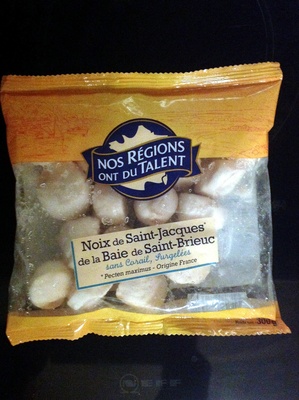 NOS RÉGIONS
ONT DU TALENT
Noix de Saint-Jacques*
de la Baie de Saint-Brieuc
sans Corail, Surgelées
* Pecten maximus - Origine France
300g